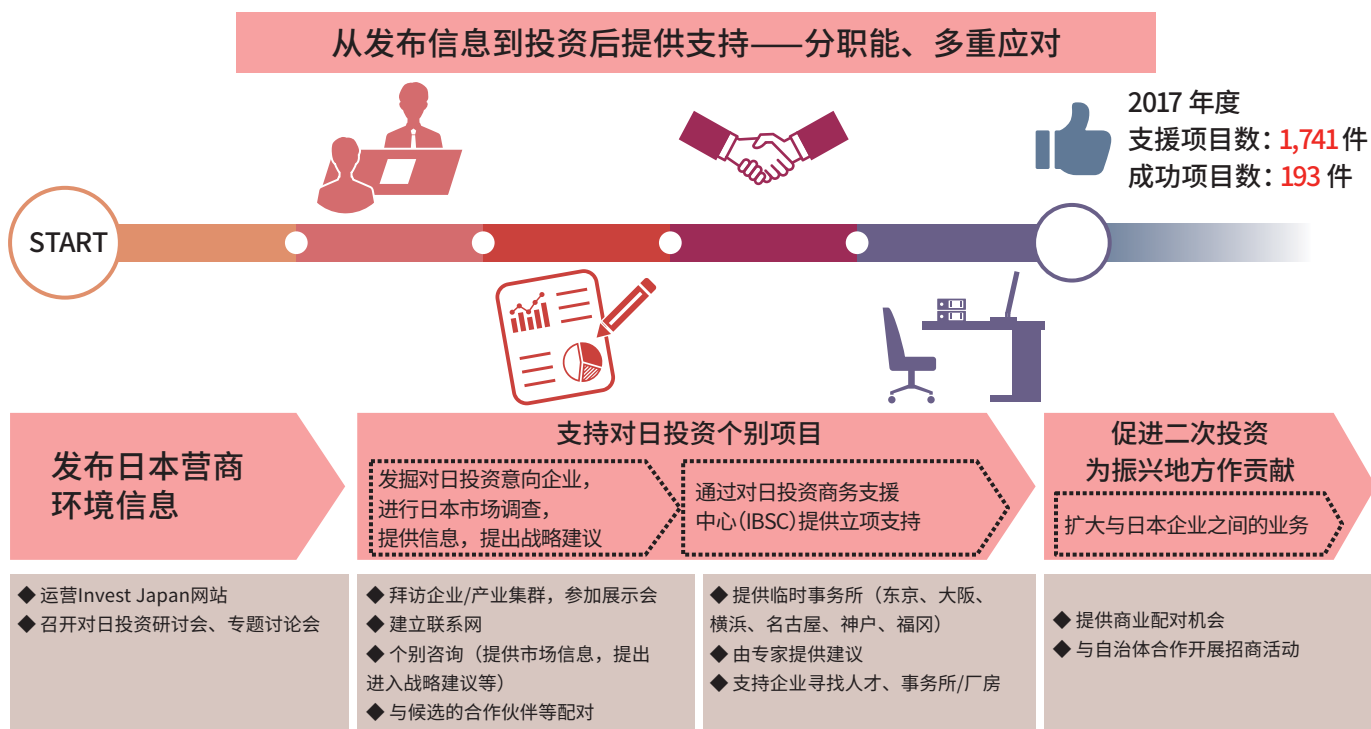 从发布信息到投资后提供支持——分职能、多重应对
2017 年度
支援项目数：1,741 件
成功项目数：193 件
START
发布日本营商
环境信息
支持对日投资个别项目
发掘对日投资意向企业，
进行日本市场调查，
提供信息，提出战略建议
通过对日投资商务支援
中心（IBSC）提供立项支持
促进二次投资
为振兴地方作贡献
扩大与日本企业之间的业务
◆ 运营Invest Japan网站
◆ 召开对日投资研讨会、专题讨论会
◆ 拜访企业/产业集群，参加展示会
◆ 建立联系网
◆ 个别咨询（提供市场信息，提出
进入战略建议等）
◆ 与候选的合作伙伴等配对
◆ 提供临时事务所（东京、大阪、
横浜、名古屋、神户、福冈）
◆ 由专家提供建议
◆ 支持企业寻找人才、事务所/厂房
◆ 提供商业配对机会
◆ 与自治体合作开展招商活动